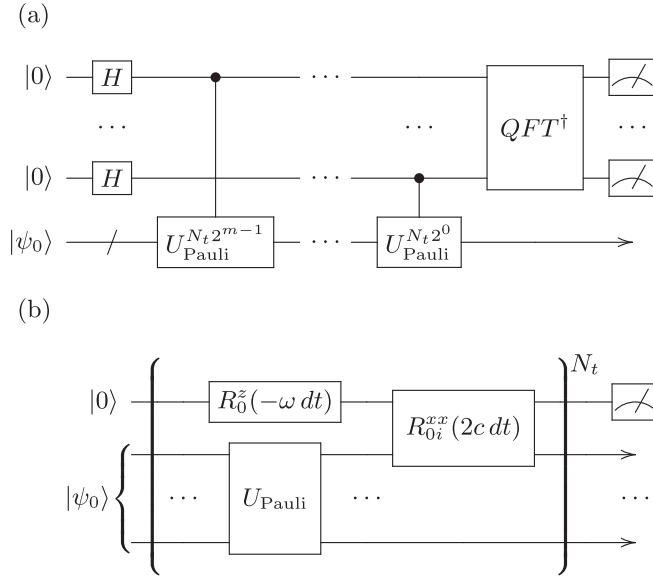 (a)
|0⟩ H ···
··· ··· QFT† ···
|0⟩ H ···
|ψ₀⟩ U_Pauli^{N_t 2^{m−1}} ··· U_Pauli^{N_t 2^0}
(b)
N_t
|0⟩ R_0^z(−ω dt) R_{0i}^{xx}(2c dt)
|ψ₀⟩ ··· U_Pauli ··· ···